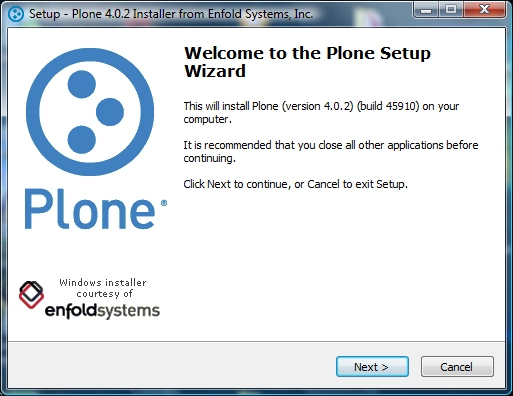 Setup - Plone 4.0.2 Installer from Enfold Systems, Inc.
Welcome to the Plone Setup
Wizard
This will install Plone (version 4.0.2) (build 45910) on your
computer.
It is recommended that you close all other applications before
continuing.
Click Next to continue, or Cancel to exit Setup.
Plone®
Windows installer
courtesy of
enfoldsystems
Next >
Cancel